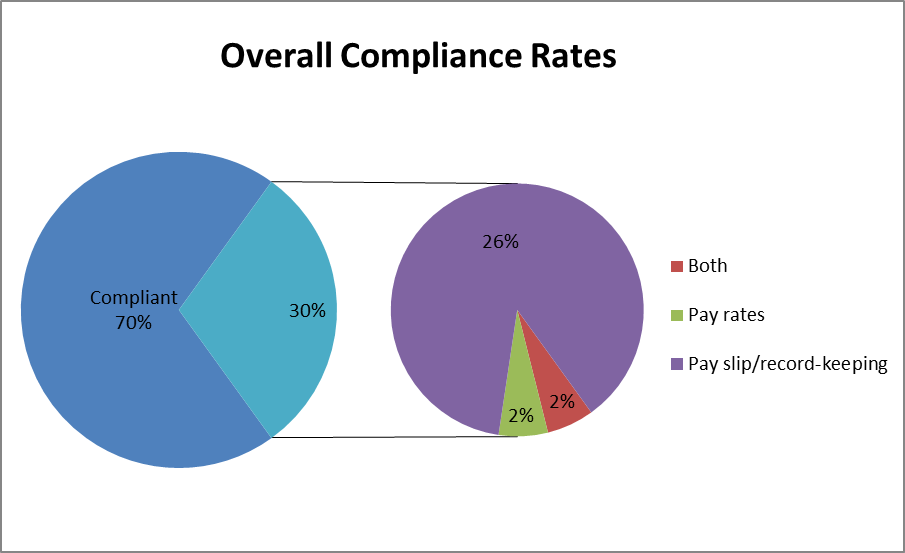 Overall Compliance Rates
Compliant
70%
30%
26%
2%
2%
Both
Pay rates
Pay slip/record-keeping